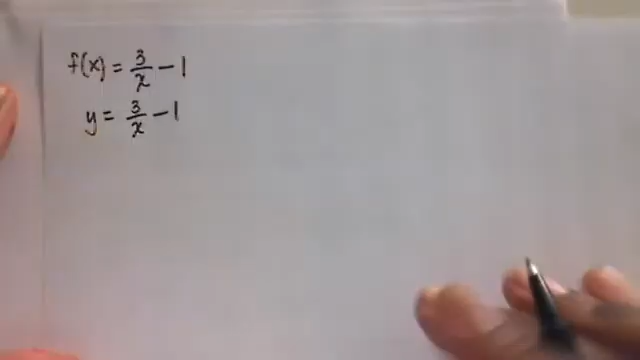 f(x) = 3/x - 1
y = 3/x - 1